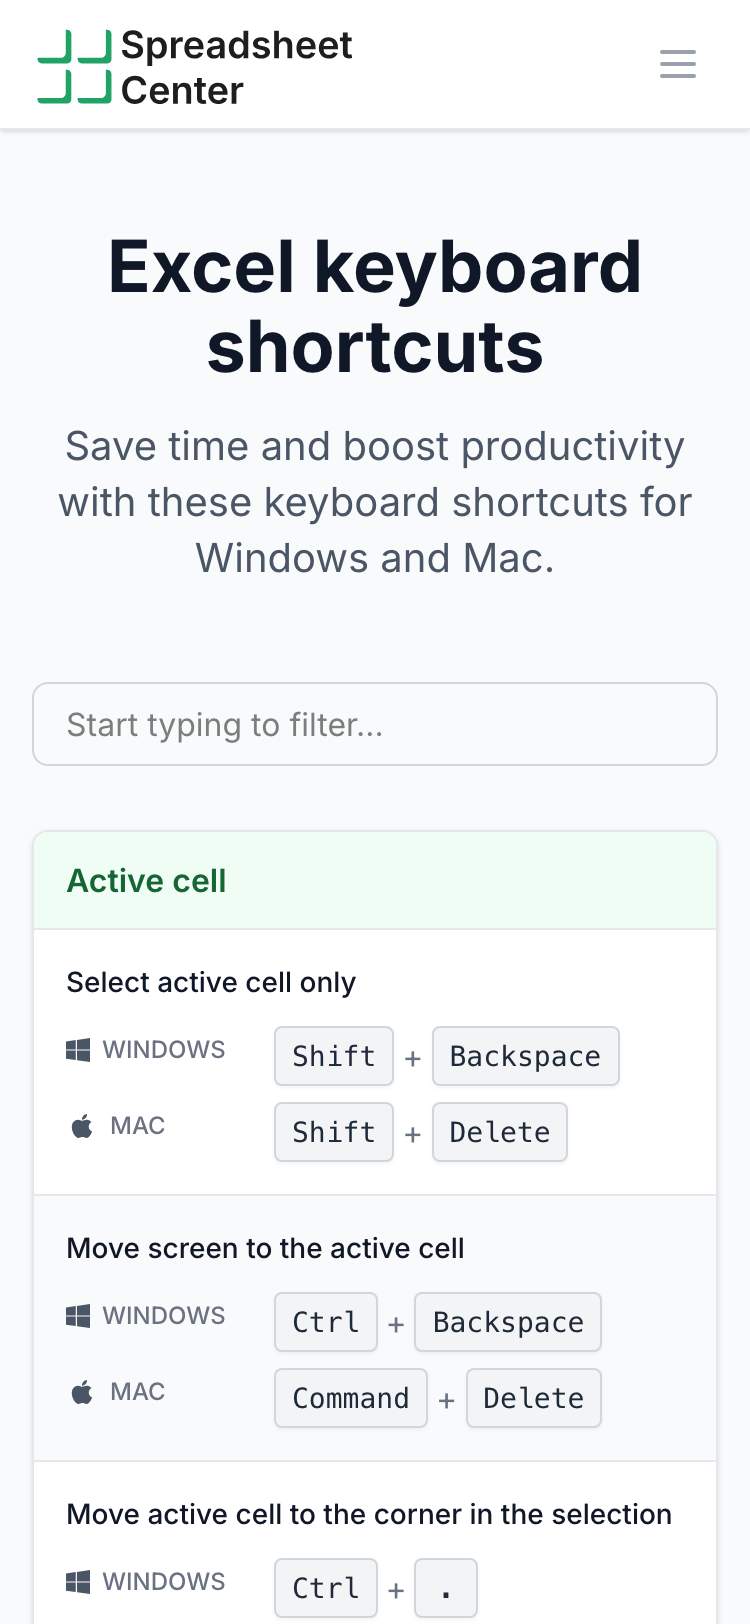 Spreadsheet
Center
Excel keyboard
shortcuts
Save time and boost productivity
with these keyboard shortcuts for
Windows and Mac.
Start typing to filter...
Active cell
Select active cell only
WINDOWS Shift + Backspace
MAC Shift + Delete
Move screen to the active cell
WINDOWS Ctrl + Backspace
MAC Command + Delete
Move active cell to the corner in the selection
WINDOWS Ctrl + .